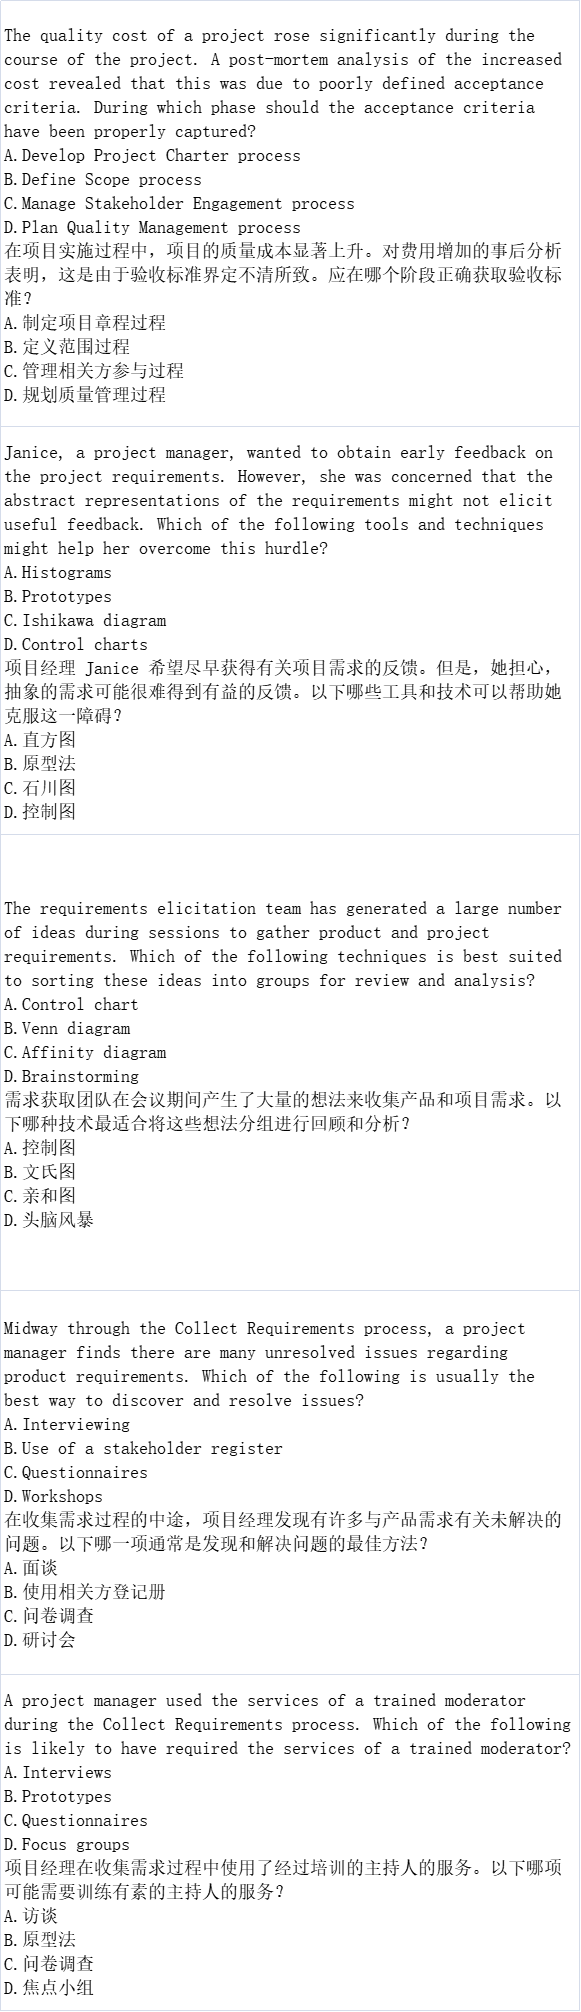 The quality cost of a project rose significantly during the
course of the project. A post-mortem analysis of the increased
cost revealed that this was due to poorly defined acceptance
criteria. During which phase should the acceptance criteria
have been properly captured?
A.Develop Project Charter process
B.Define Scope process
C.Manage Stakeholder Engagement process
D.Plan Quality Management process
在项目实施过程中，项目的质量成本显著上升。对费用增加的事后分析
表明，这是由于验收标准界定不清所致。应在哪个阶段正确获取验收标
准？
A.制定项目章程过程
B.定义范围过程
C.管理相关方参与过程
D.规划质量管理过程
Janice, a project manager, wanted to obtain early feedback on
the project requirements. However, she was concerned that the
abstract representations of the requirements might not elicit
useful feedback. Which of the following tools and techniques
might help her overcome this hurdle?
A.Histograms
B.Prototypes
C.Ishikawa diagram
D.Control charts
项目经理 Janice 希望尽早获得有关项目需求的反馈。但是，她担心，
抽象的需求可能很难得到有益的反馈。以下哪些工具和技术可以帮助她
克服这一障碍？
A.直方图
B.原型法
C.石川图
D.控制图
The requirements elicitation team has generated a large number
of ideas during sessions to gather product and project
requirements. Which of the following techniques is best suited
to sorting these ideas into groups for review and analysis?
A.Control chart
B.Venn diagram
C.Affinity diagram
D.Brainstorming
需求获取团队在会议期间产生了大量的想法来收集产品和项目需求。以
下哪种技术最适合将这些想法分组进行回顾和分析？
A.控制图
B.文氏图
C.亲和图
D.头脑风暴
Midway through the Collect Requirements process, a project
manager finds there are many unresolved issues regarding
product requirements. Which of the following is usually the
best way to discover and resolve issues?
A.Interviewing
B.Use of a stakeholder register
C.Questionnaires
D.Workshops
在收集需求过程的中途，项目经理发现有许多与产品需求有关未解决的
问题。以下哪一项通常是发现和解决问题的最佳方法？
A.面谈
B.使用相关方登记册
C.问卷调查
D.研讨会
A project manager used the services of a trained moderator
during the Collect Requirements process. Which of the following
is likely to have required the services of a trained moderator?
A.Interviews
B.Prototypes
C.Questionnaires
D.Focus groups
项目经理在收集需求过程中使用了经过培训的主持人的服务。以下哪项
可能需要训练有素的主持人的服务？
A.访谈
B.原型法
C.问卷调查
D.焦点小组